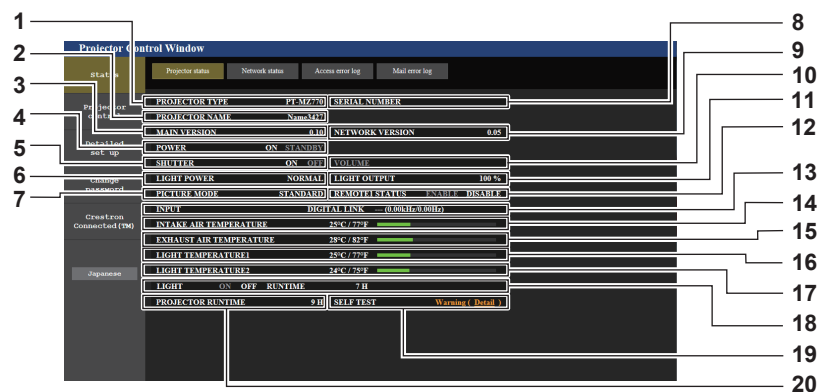 1
2
3
4
5
6
7
8
9
10
11
12
13
14
15
16
17
18
19
20
Projector Control Window
Status
Projector control
Detailed set up
Change password
Crestron Connected(TM)
Japanese
Projector status Network status Access error log Mail error log
PROJECTOR TYPE PT-MZ770 SERIAL NUMBER
PROJECTOR NAME Name3427
MAIN VERSION 0.10 NETWORK VERSION 0.05
POWER ON STANDBY
SHUTTER ON OFF VOLUME
LIGHT POWER NORMAL LIGHT OUTPUT 100 %
PICTURE MODE STANDARD REMOTE1 STATUS ENABLE DISABLE
INPUT DIGITAL LINK --- (0.00kHz/0.00Hz)
INTAKE AIR TEMPERATURE 25°C / 77°F
EXHAUST AIR TEMPERATURE 28°C / 82°F
LIGHT TEMPERATURE1 25°C / 77°F
LIGHT TEMPERATURE2 24°C / 75°F
LIGHT ON OFF RUNTIME 7 H
PROJECTOR RUNTIME 9 H SELF TEST Warning ( Detail )